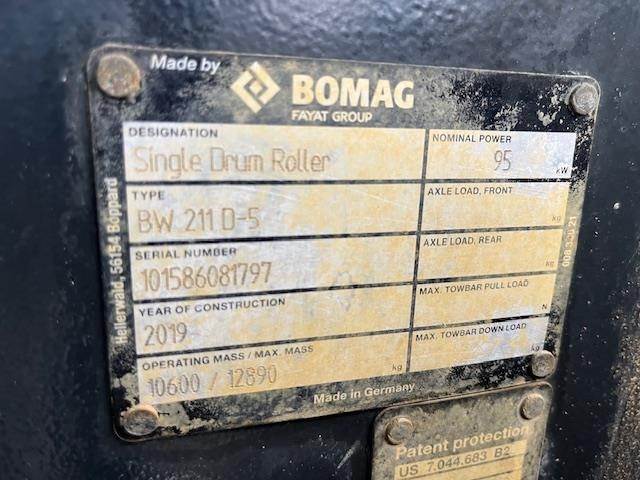 Made by BOMAG
FAYAT GROUP
DESIGNATION
Single Drum Roller
NOMINAL POWER
95 kW
TYPE
BW 211 D-5
AXLE LOAD, FRONT
kg
SERIAL NUMBER
101586081797
AXLE LOAD, REAR
kg
YEAR OF CONSTRUCTION
2019
MAX. TOWBAR PULL LOAD
N
OPERATING MASS / MAX. MASS
10600 / 12890 kg
MAX. TOWBAR DOWN LOAD
kg
Made in Germany
Hellerwald, 56154 Boppard
Patent protection
US 7.044.683 B2